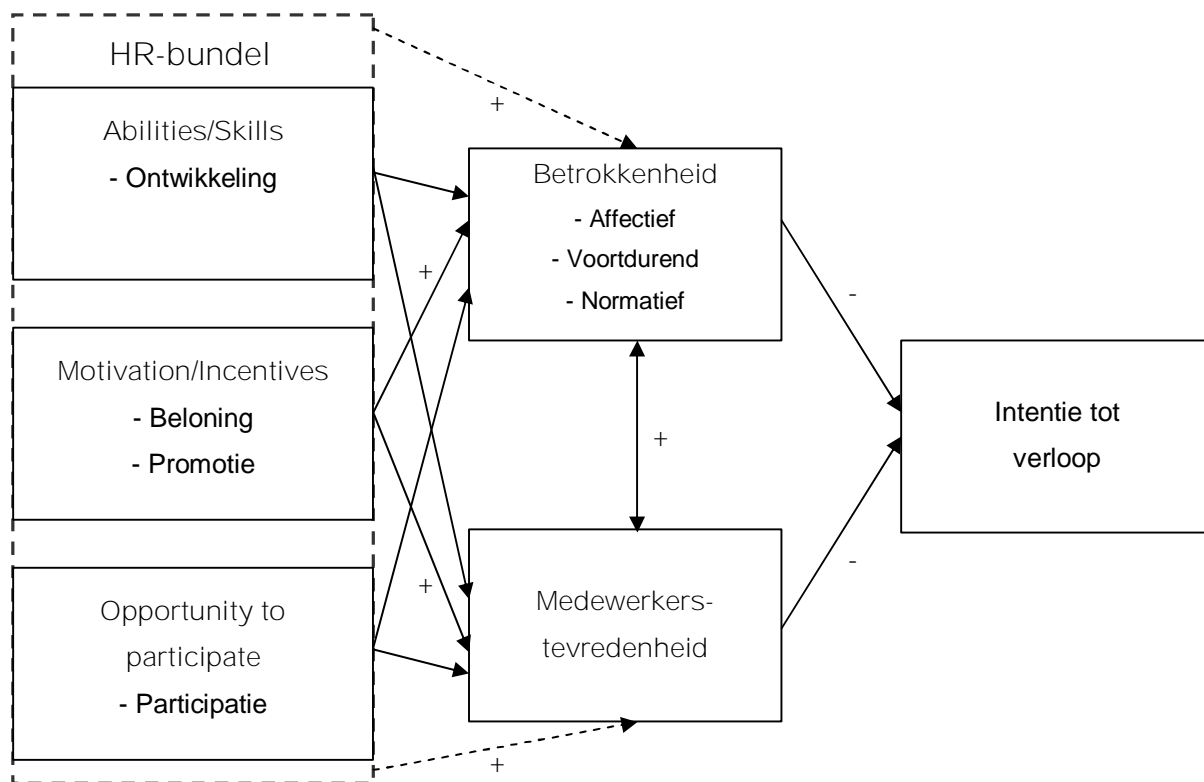 HR-bundel
Abilities/Skills
- Ontwikkeling
Motivation/Incentives
- Beloning
- Promotie
Opportunity to
participate
- Participatie
+
+
+
+
Betrokkenheid
- Affectief
- Voortdurend
- Normatief
+
Medewerkers-
tevredenheid
-
-
Intentie tot
verloop